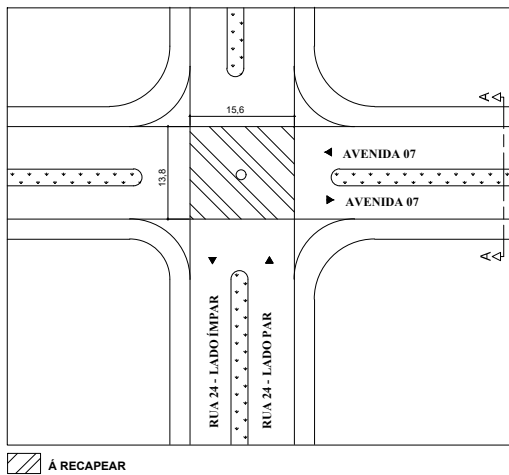 A
15,6
AVENIDA 07
13,8
AVENIDA 07
A
RUA 24 - LADO ÍMPAR
RUA 24 - LADO PAR
Á RECAPEAR